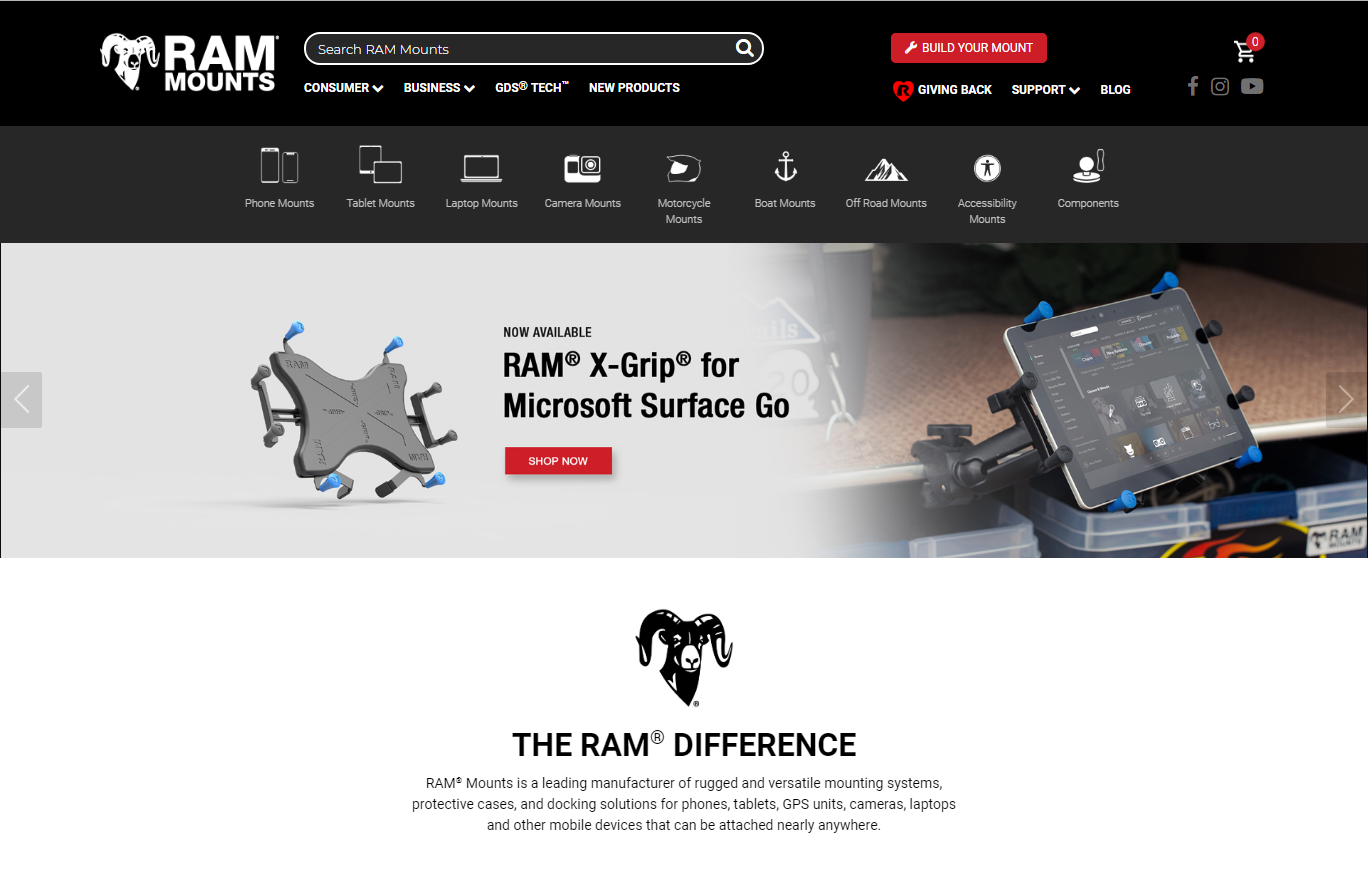 RAM®
MOUNTS
Search RAM Mounts
CONSUMER
BUSINESS
GDS® TECH™
NEW PRODUCTS
BUILD YOUR MOUNT
0
GIVING BACK
SUPPORT
BLOG
Phone Mounts
Tablet Mounts
Laptop Mounts
Camera Mounts
Motorcycle
Mounts
Boat Mounts
Off Road Mounts
Accessibility
Mounts
Components
NOW AVAILABLE
RAM® X-Grip® for
Microsoft Surface Go
SHOP NOW
RAM
RAM
MOUNTS
THE RAM® DIFFERENCE
RAM® Mounts is a leading manufacturer of rugged and versatile mounting systems,
protective cases, and docking solutions for phones, tablets, GPS units, cameras, laptops
and other mobile devices that can be attached nearly anywhere.